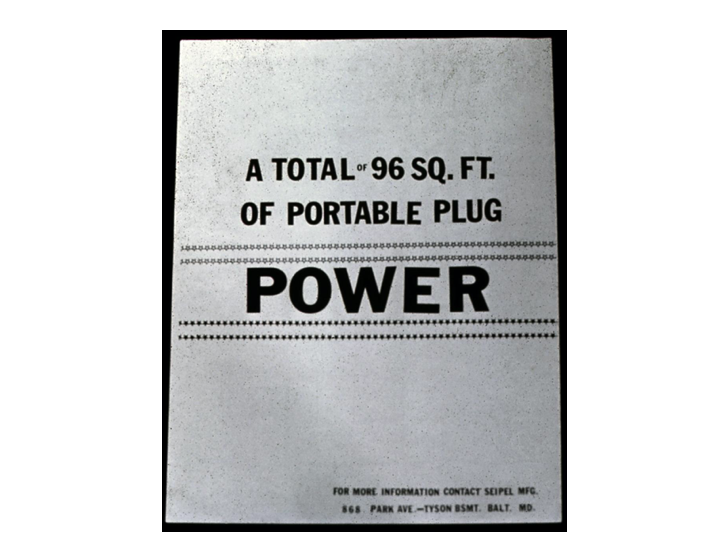 A TOTAL OF 96 SQ. FT.
OF PORTABLE PLUG
POWER
FOR MORE INFORMATION CONTACT SEIPEL MFG.
868 PARK AVE.—TYSON BSMT. BALT. MD.